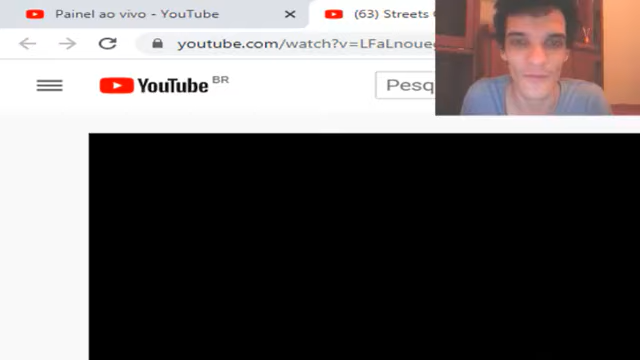 Painel ao vivo - YouTube
(63) Streets
youtube.com/watch?v=LFaLnoue
YouTube BR
Pesq